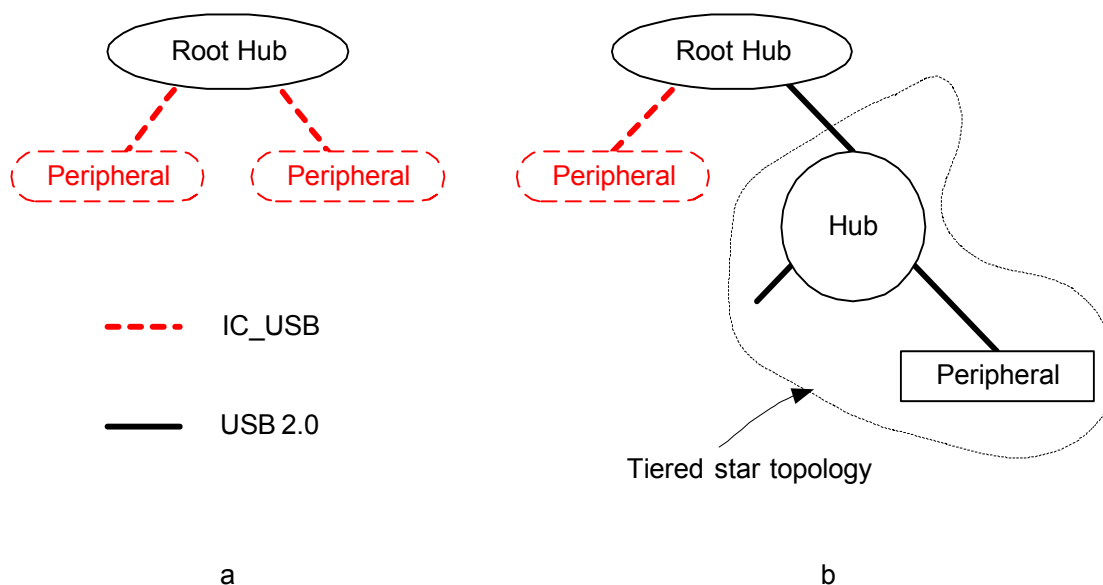 Root Hub
Peripheral
Peripheral
IC_USB
USB 2.0
a
Root Hub
Peripheral
Hub
Peripheral
Tiered star topology
b